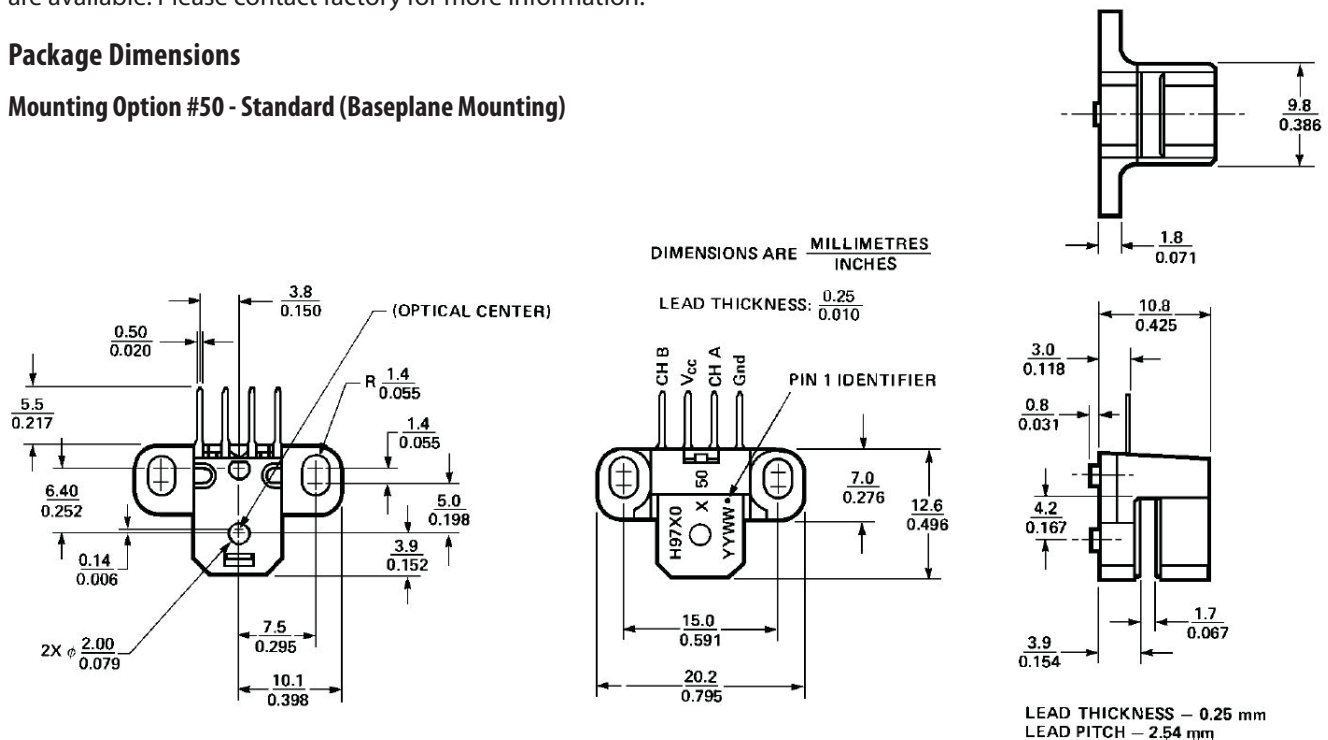 are available. Please contact factory for more information.
Package Dimensions
Mounting Option #50 - Standard (Baseplane Mounting)
9.8
0.386
1.8
0.071
DIMENSIONS ARE MILLIMETRES
INCHES
LEAD THICKNESS: 0.25
0.010
3.8
0.150
(OPTICAL CENTER)
0.50
0.020
R 1.4
0.055
5.5
0.217
1.4
0.055
6.40
0.252
5.0
0.198
0.14
0.006
3.9
0.152
2X φ 2.00
0.079
7.5
0.295
10.1
0.398
CH B
Vcc
CH A
Gnd
PIN 1 IDENTIFIER
H97X0
X 50
YYWW
7.0
0.276
12.6
0.496
15.0
0.591
20.2
0.795
10.8
0.425
3.0
0.118
0.8
0.031
4.2
0.167
1.7
0.067
3.9
0.154
LEAD THICKNESS – 0.25 mm
LEAD PITCH – 2.54 mm